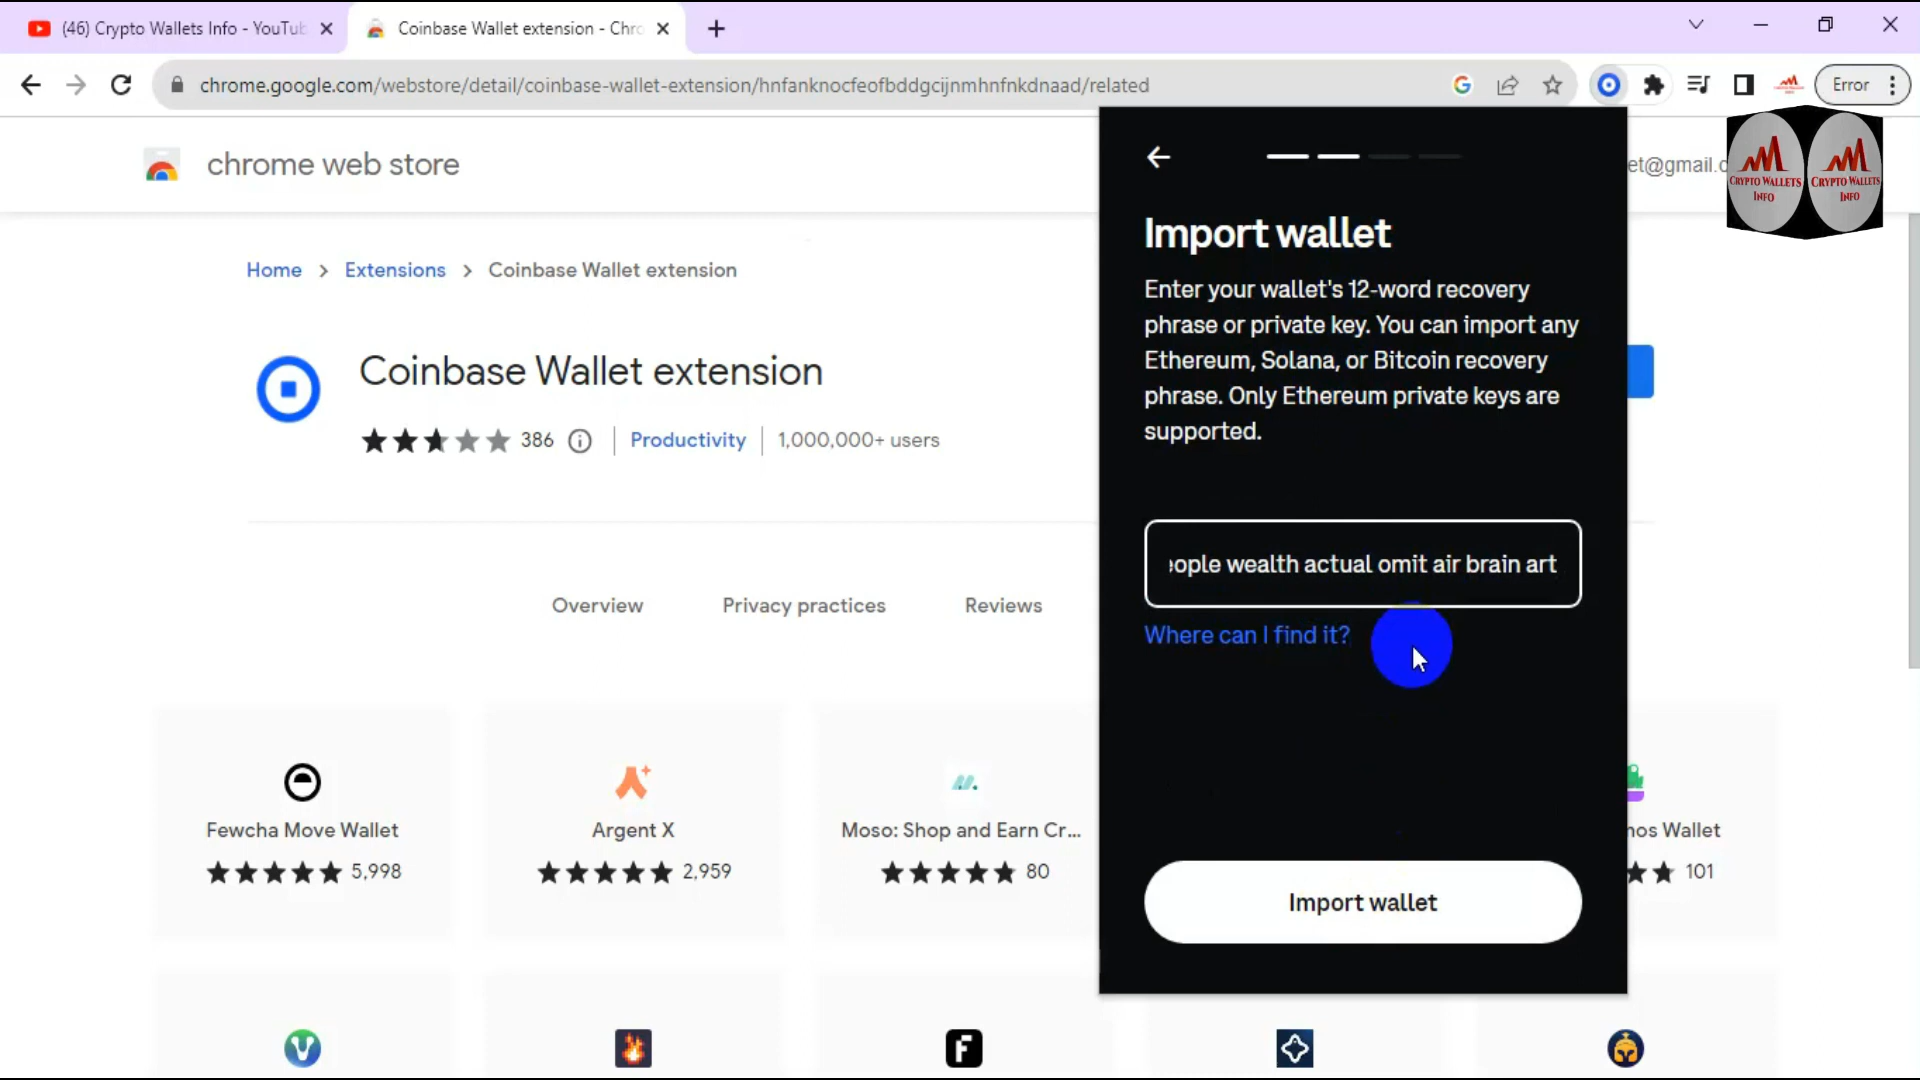 (46) Crypto Wallets Info - YouTub
Coinbase Wallet extension - Chro
chrome.google.com/webstore/detail/coinbase-wallet-extension/hnfanknocfeofbddgcijnmhnfnkdnaad/related
Error
chrome web store
et@gmail.c
CRYPTO WALLETS INFO
CRYPTO WALLETS INFO
Home > Extensions > Coinbase Wallet extension
Coinbase Wallet extension
386
Productivity
1,000,000+ users
Overview
Privacy practices
Reviews
Import wallet
Enter your wallet's 12-word recovery
phrase or private key. You can import any
Ethereum, Solana, or Bitcoin recovery
phrase. Only Ethereum private keys are
supported.
eople wealth actual omit air brain art
Where can I find it?
Import wallet
Fewcha Move Wallet
5,998
Argent X
2,959
Moso: Shop and Earn Cr...
80
mos Wallet
101